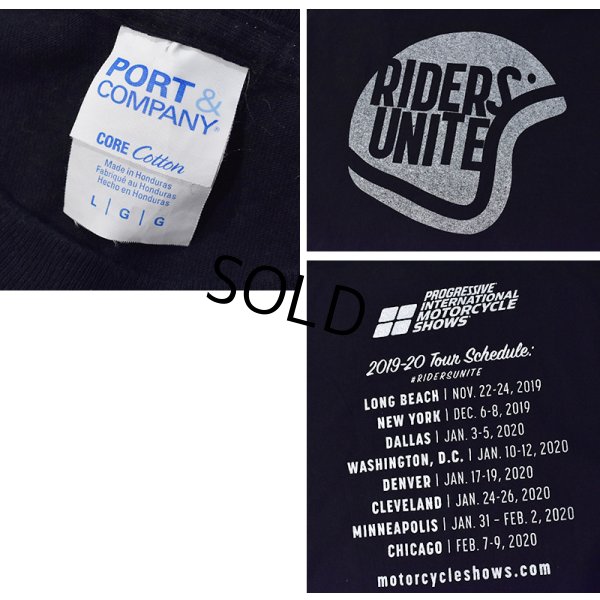 PORT &
COMPANY®
CORE Cotton
Made in Honduras
Fabriqué au Honduras
Hecho en Honduras
L | G | G
RIDERS
UNITE
SOLD
PROGRESSIVE®
INTERNATIONAL
MOTORCYCLE
SHOWS®
2019-20 Tour Schedule:
#RIDERSUNITE
LONG BEACH | NOV. 22-24, 2019
NEW YORK | DEC. 6-8, 2019
DALLAS | JAN. 3-5, 2020
WASHINGTON, D.C. | JAN. 10-12, 2020
DENVER | JAN. 17-19, 2020
CLEVELAND | JAN. 24-26, 2020
MINNEAPOLIS | JAN. 31 – FEB. 2, 2020
CHICAGO | FEB. 7-9, 2020
motorcycleshows.com